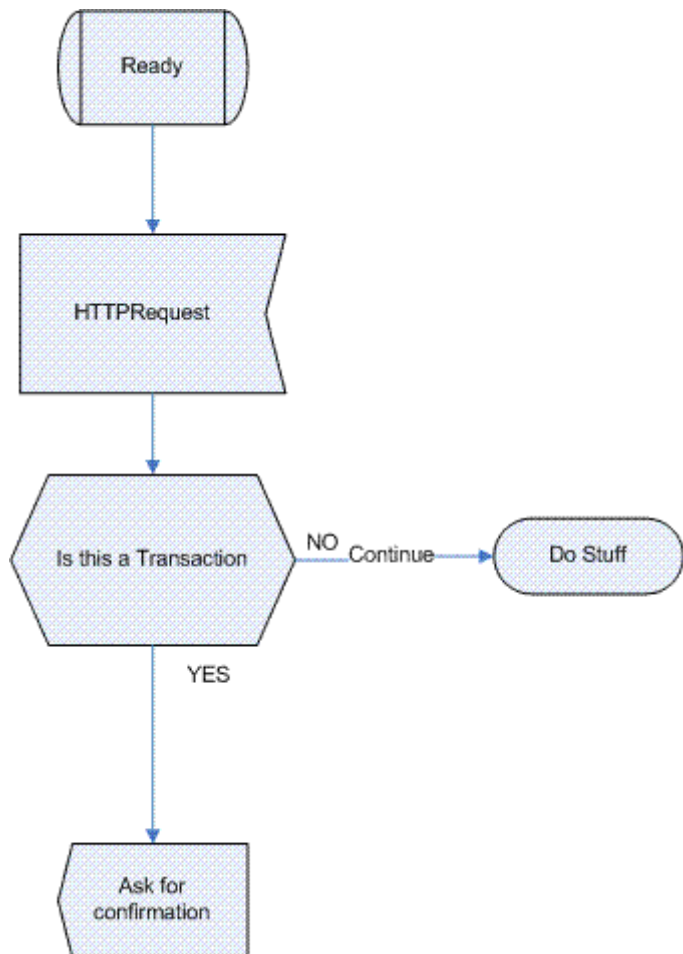 Ready
HTTPRequest
Is this a Transaction
NO
Continue
Do Stuff
YES
Ask for
confirmation